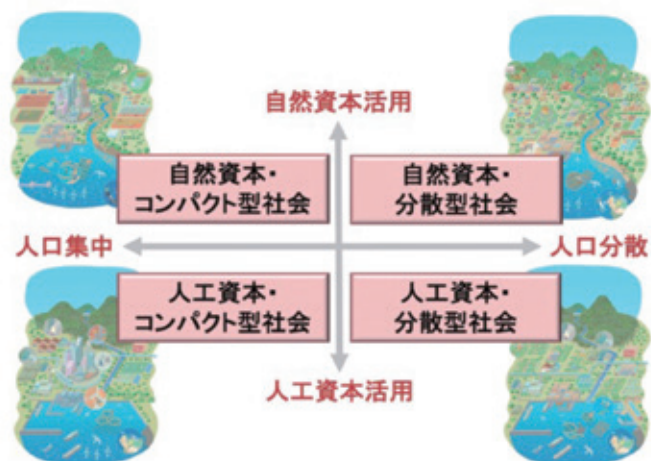 自然資本活用
自然資本・
コンパクト型社会
自然資本・
分散型社会
人口集中
人口分散
人工資本・
コンパクト型社会
人工資本・
分散型社会
人工資本活用